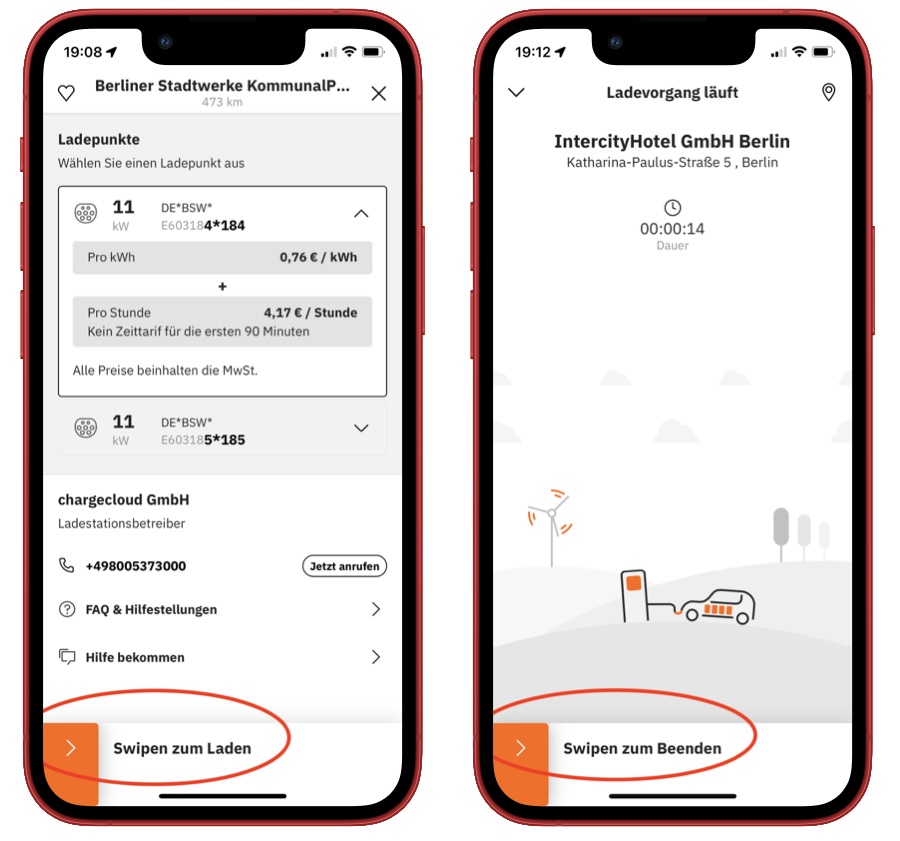 19:08
Berliner Stadtwerke KommunalP...
473 km
Ladepunkte
Wählen Sie einen Ladepunkt aus
11
kW
DE*BSW*
E603184*184
Pro kWh
0,76 € / kWh
+
Pro Stunde
4,17 € / Stunde
Kein Zeittarif für die ersten 90 Minuten
Alle Preise beinhalten die MwSt.
11
kW
DE*BSW*
E603185*185
chargecloud GmbH
Ladestationsbetreiber
+498005373000
Jetzt anrufen
FAQ & Hilfestellungen
Hilfe bekommen
Swipen zum Laden
19:12
Ladevorgang läuft
IntercityHotel GmbH Berlin
Katharina-Paulus-Straße 5 , Berlin
00:00:14
Dauer
Swipen zum Beenden